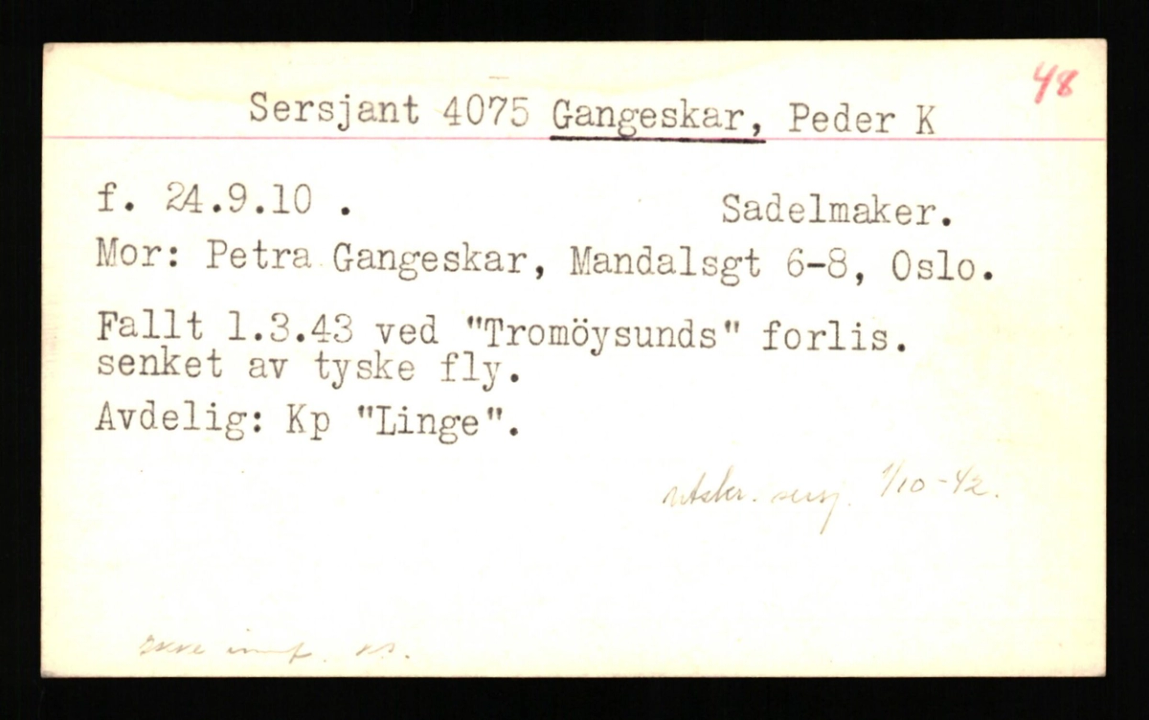 48
Sersjant 4075 Gangeskar, Peder K
f. 24.9.10 . Sadelmaker.
Mor: Petra Gangeskar, Mandalsgt 6-8, Oslo.
Fallt 1.3.43 ved "Tromöysunds" forlis.
senket av tyske fly.
Avdelig: Kp "Linge".
sersj. 1/10-42.